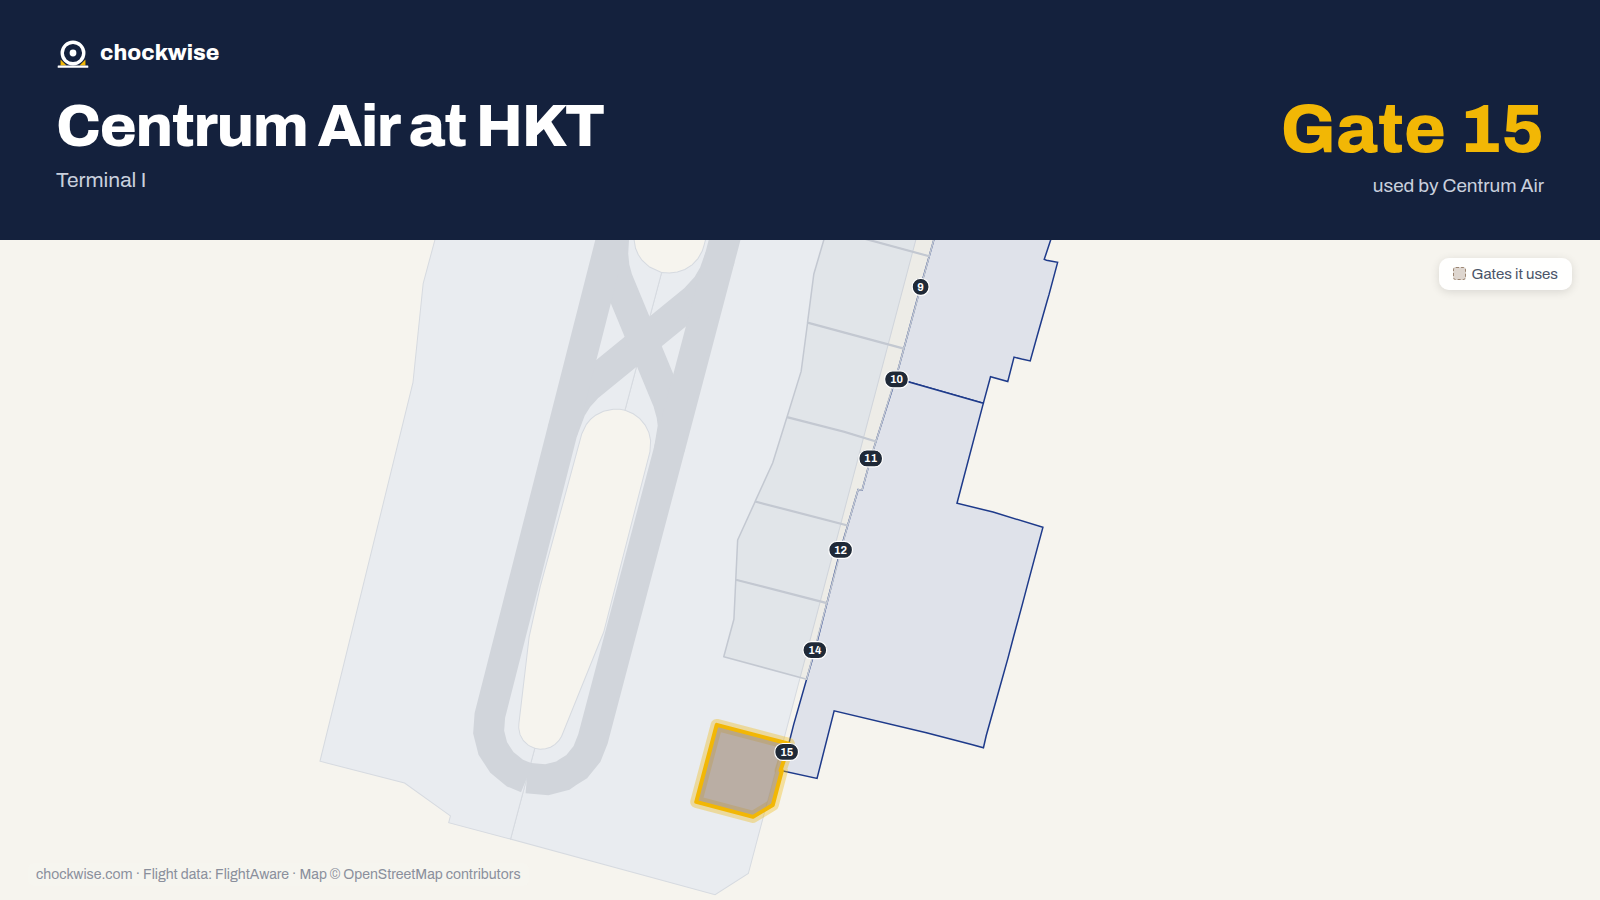 chockwise
Centrum Air at HKT
Terminal I
Gate 15
used by Centrum Air
Gates it uses
9
10
11
12
14
15
chockwise.com · Flight data: FlightAware · Map © OpenStreetMap contributors